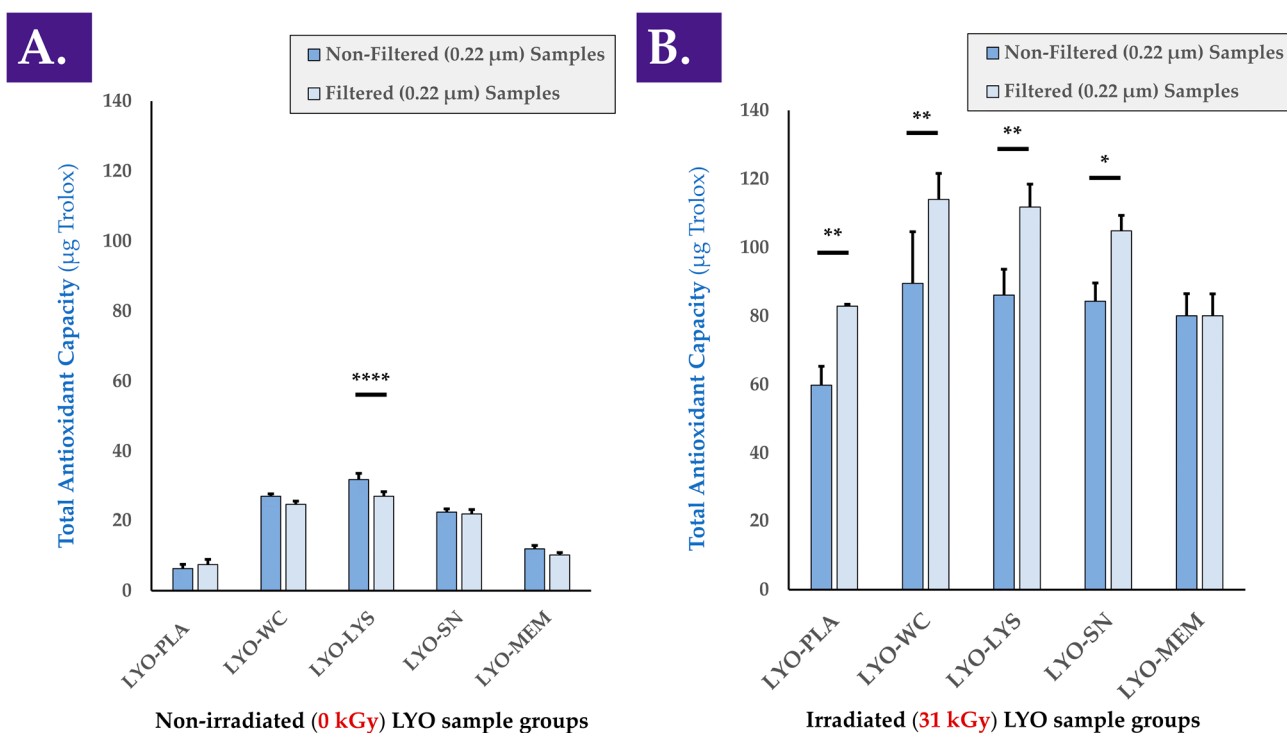 A.
Non-Filtered (0.22 µm) Samples
Filtered (0.22 µm) Samples
Total Antioxidant Capacity (µg Trolox)
140
120
100
80
60
40
20
0
****
LYO-PLA
LYO-WC
LYO-LYS
LYO-SN
LYO-MEM
Non-irradiated (0 kGy) LYO sample groups
B.
Non-Filtered (0.22 µm) Samples
Filtered (0.22 µm) Samples
Total Antioxidant Capacity (µg Trolox)
140
120
100
80
60
40
20
0
**
**
**
*
LYO-PLA
LYO-WC
LYO-LYS
LYO-SN
LYO-MEM
Irradiated (31 kGy) LYO sample groups